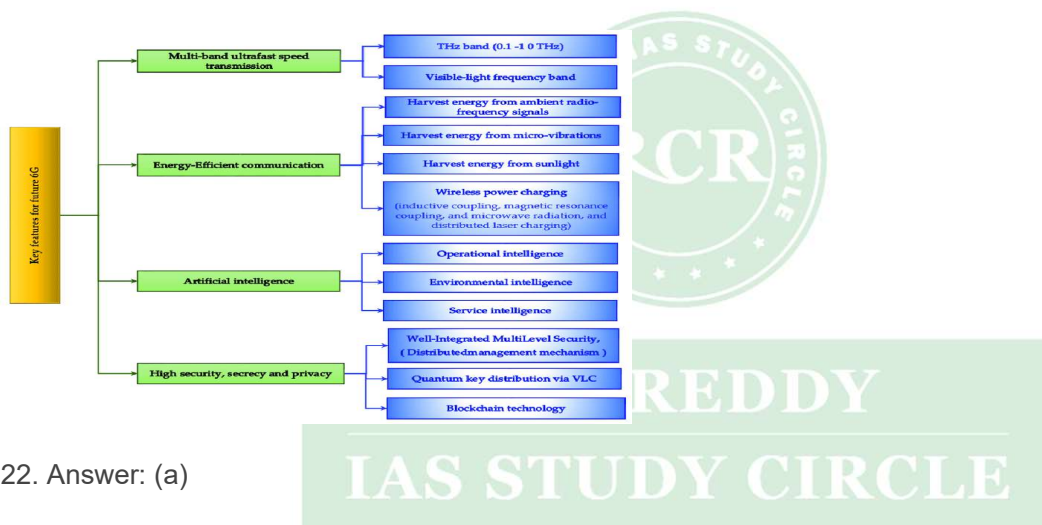 Key features for future 6G
Multi-band ultrafast speed
transmission
THz band (0.1 -1 0 THz)
Visible-light frequency band
Energy-Efficient communication
Harvest energy from ambient radio-
frequency signals
Harvest energy from micro-vibrations
Harvest energy from sunlight
Wireless power charging
(inductive coupling, magnetic resonance
coupling, and microwave radiation, and
distributed laser charging)
Artificial intelligence
Operational intelligence
Environmental intelligence
Service intelligence
High security, secrecy and privacy
Well-Integrated MultiLevel Security,
( Distributedmanagement mechanism )
Quantum key distribution via VLC
Blockchain technology
IAS STUDY CIRCLE
RCR
REDDY
IAS STUDY CIRCLE
22. Answer: (a)